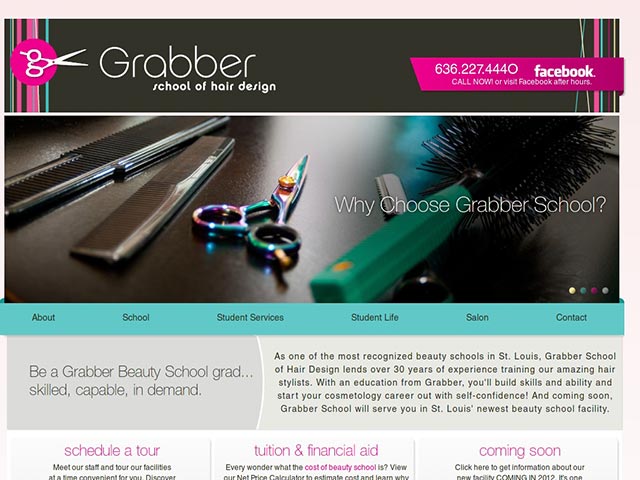 Grabber
school of hair design
636.227.4440 facebook.
CALL NOW! or visit Facebook after hours.
Why Choose Grabber School?
About School Student Services Student Life Salon Contact
Be a Grabber Beauty School grad...
skilled, capable, in demand.
As one of the most recognized beauty schools in St. Louis, Grabber School
of Hair Design lends over 30 years of experience training our amazing hair
stylists. With an education from Grabber, you'll build skills and ability and
start your cosmetology career out with self-confidence! And coming soon,
Grabber School will serve you in St. Louis' newest beauty school facility.
schedule a tour
Meet our staff and tour our facilities
at a time convenient for you. Discover
tuition & financial aid
Every wonder what the cost of beauty school is? View
our Net Price Calculator to estimate cost and learn why
coming soon
Click here to get information about our
new facility COMING IN 2012. It's one